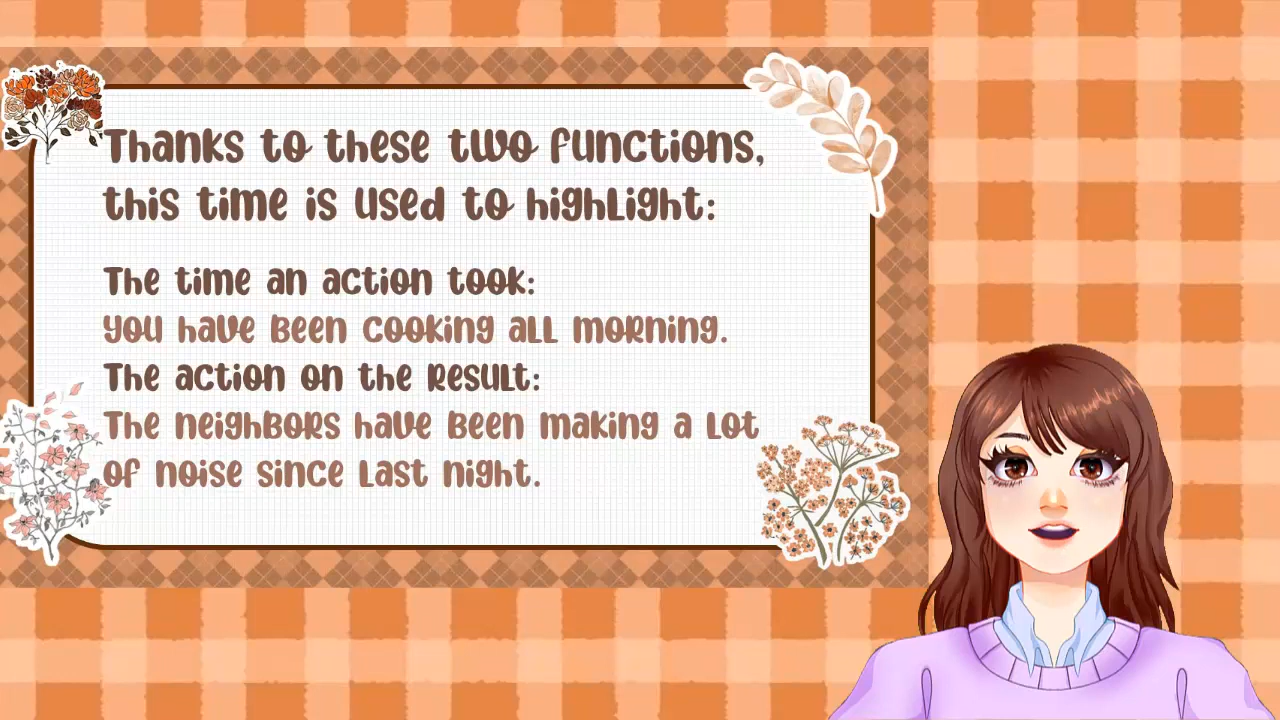 Thanks to these two functions,
this time is used to highlight:
The time an action took:
You have been cooking all morning.
The action on the result:
The neighbors have been making a lot
of noise since last night.